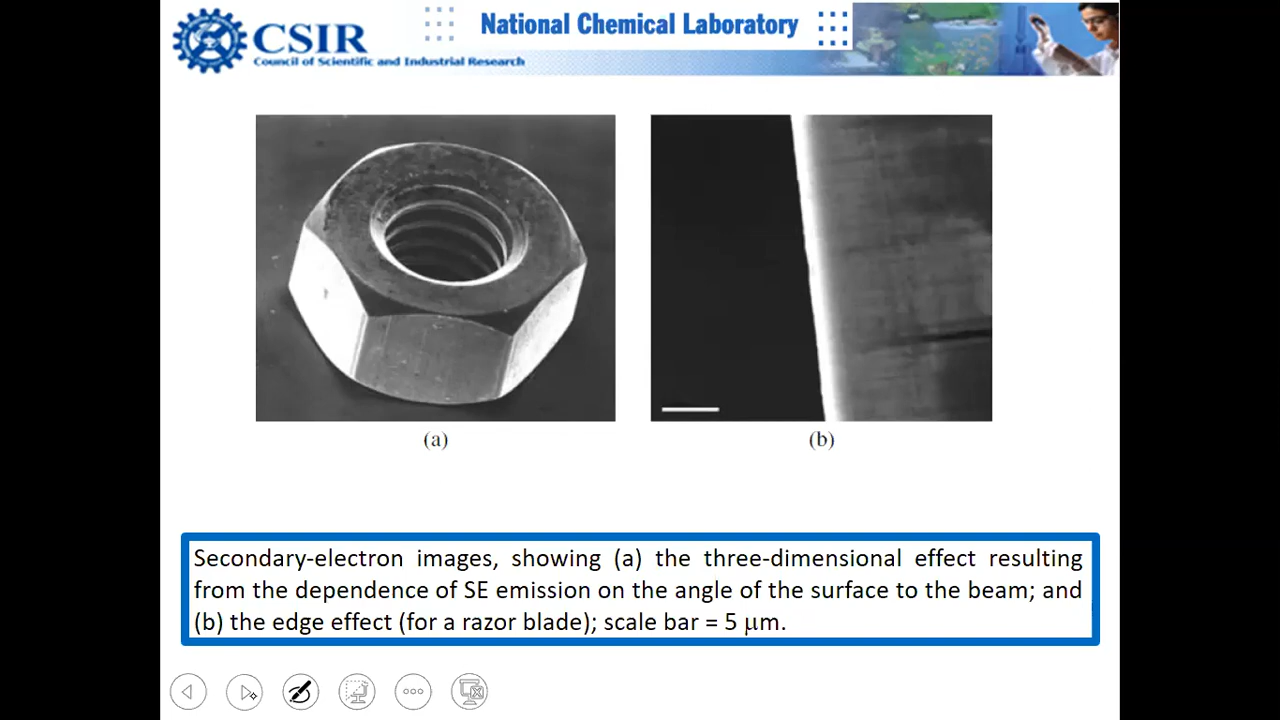 CSIR
Council of Scientific and Industrial Research
National Chemical Laboratory
(a)
(b)
Secondary-electron images, showing (a) the three-dimensional effect resulting
from the dependence of SE emission on the angle of the surface to the beam; and
(b) the edge effect (for a razor blade); scale bar = 5 μm.